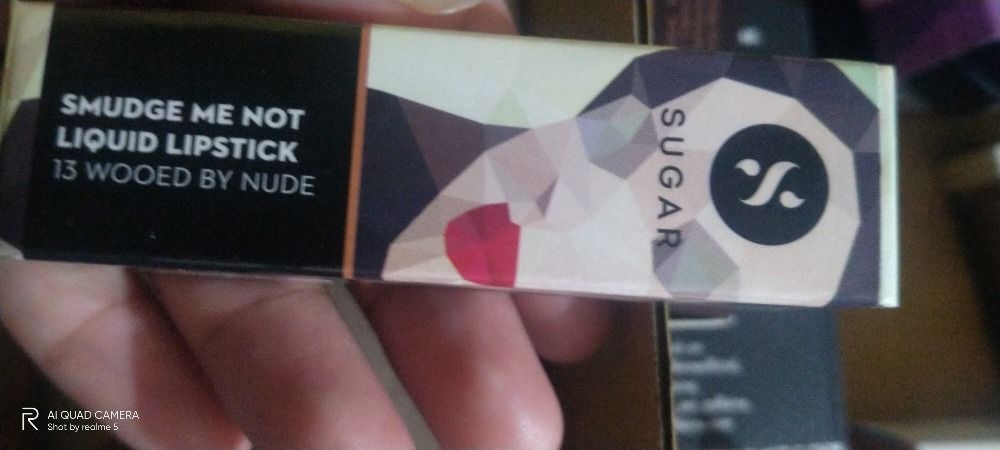 SMUDGE ME NOT
LIQUID LIPSTICK
13 WOOED BY NUDE
SUGAR
AI QUAD CAMERA
Shot by realme 5